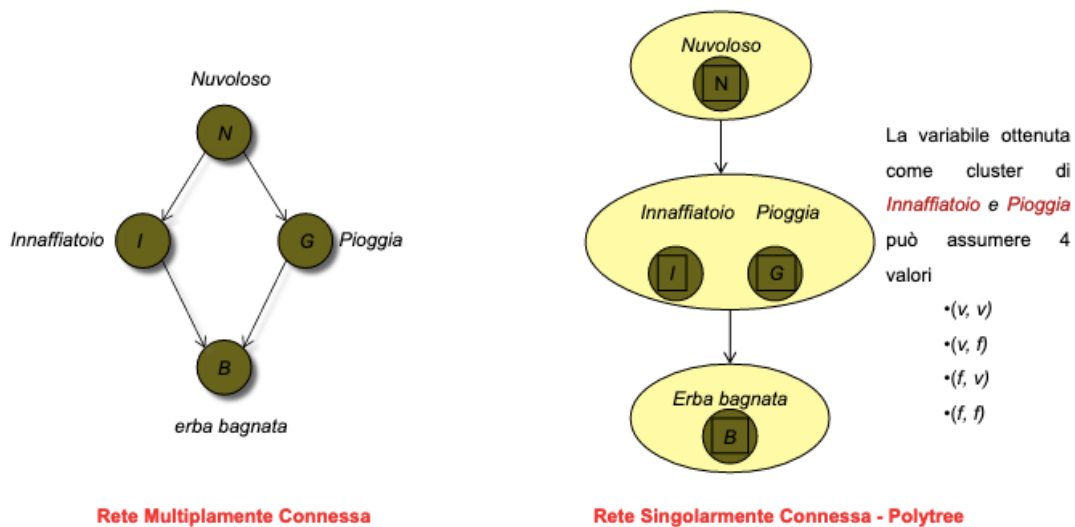 Nuvoloso
N
Innaffiatoio
I
G
Pioggia
B
erba bagnata
Rete Multiplamente Connessa
Nuvoloso
N
Innaffiatoio Pioggia
I
G
Erba bagnata
B
La variabile ottenuta
come cluster di
Innaffiatoio e Pioggia
può assumere 4
valori
•(v, v)
•(v, f)
•(f, v)
•(f, f)
Rete Singolarmente Connessa - Polytree